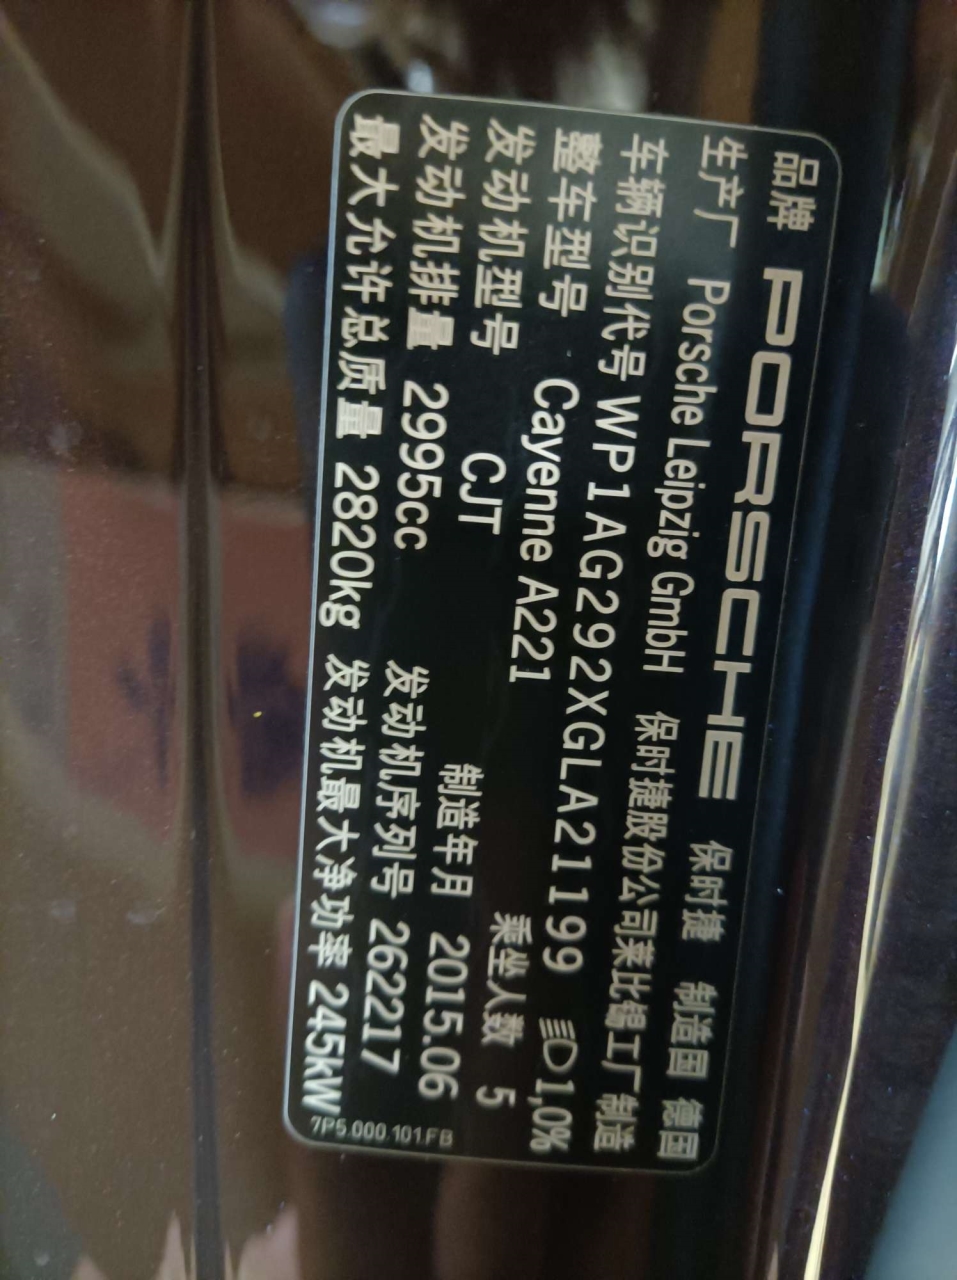 品牌 PORSCHE 保时捷 制造国 德国
生产厂 Porsche Leipzig GmbH 保时捷股份公司莱比锡工厂制造
车辆识别代号 WP1AG292XGLA21199 1,0%
整车型号 Cayenne A221 乘坐人数 5
发动机型号 CJT 制造年月 2015.06
发动机排量 2995cc 发动机序列号 262217
最大允许总质量 2820kg 发动机最大净功率 245kW
7P5.000.101.FB